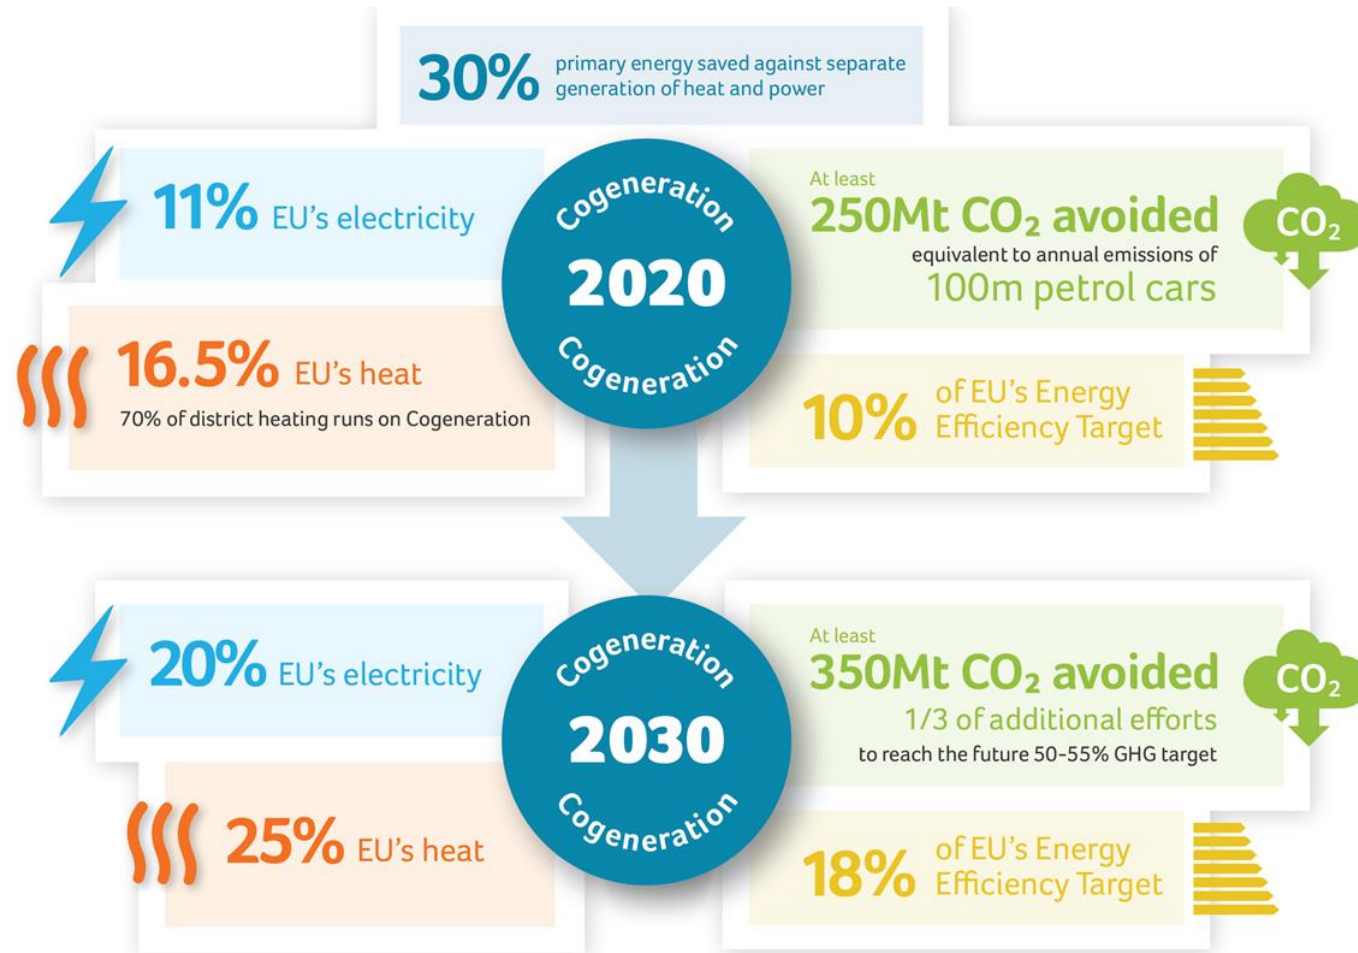 30% primary energy saved against separate
generation of heat and power
11% EU's electricity
16.5% EU's heat
70% of district heating runs on Cogeneration
Cogeneration
2020
Cogeneration
At least
250Mt CO₂ avoided
equivalent to annual emissions of
100m petrol cars
CO₂
10% of EU's Energy
Efficiency Target
20% EU's electricity
25% EU's heat
Cogeneration
2030
Cogeneration
At least
350Mt CO₂ avoided
1/3 of additional efforts
to reach the future 50-55% GHG target
CO₂
18% of EU's Energy
Efficiency Target